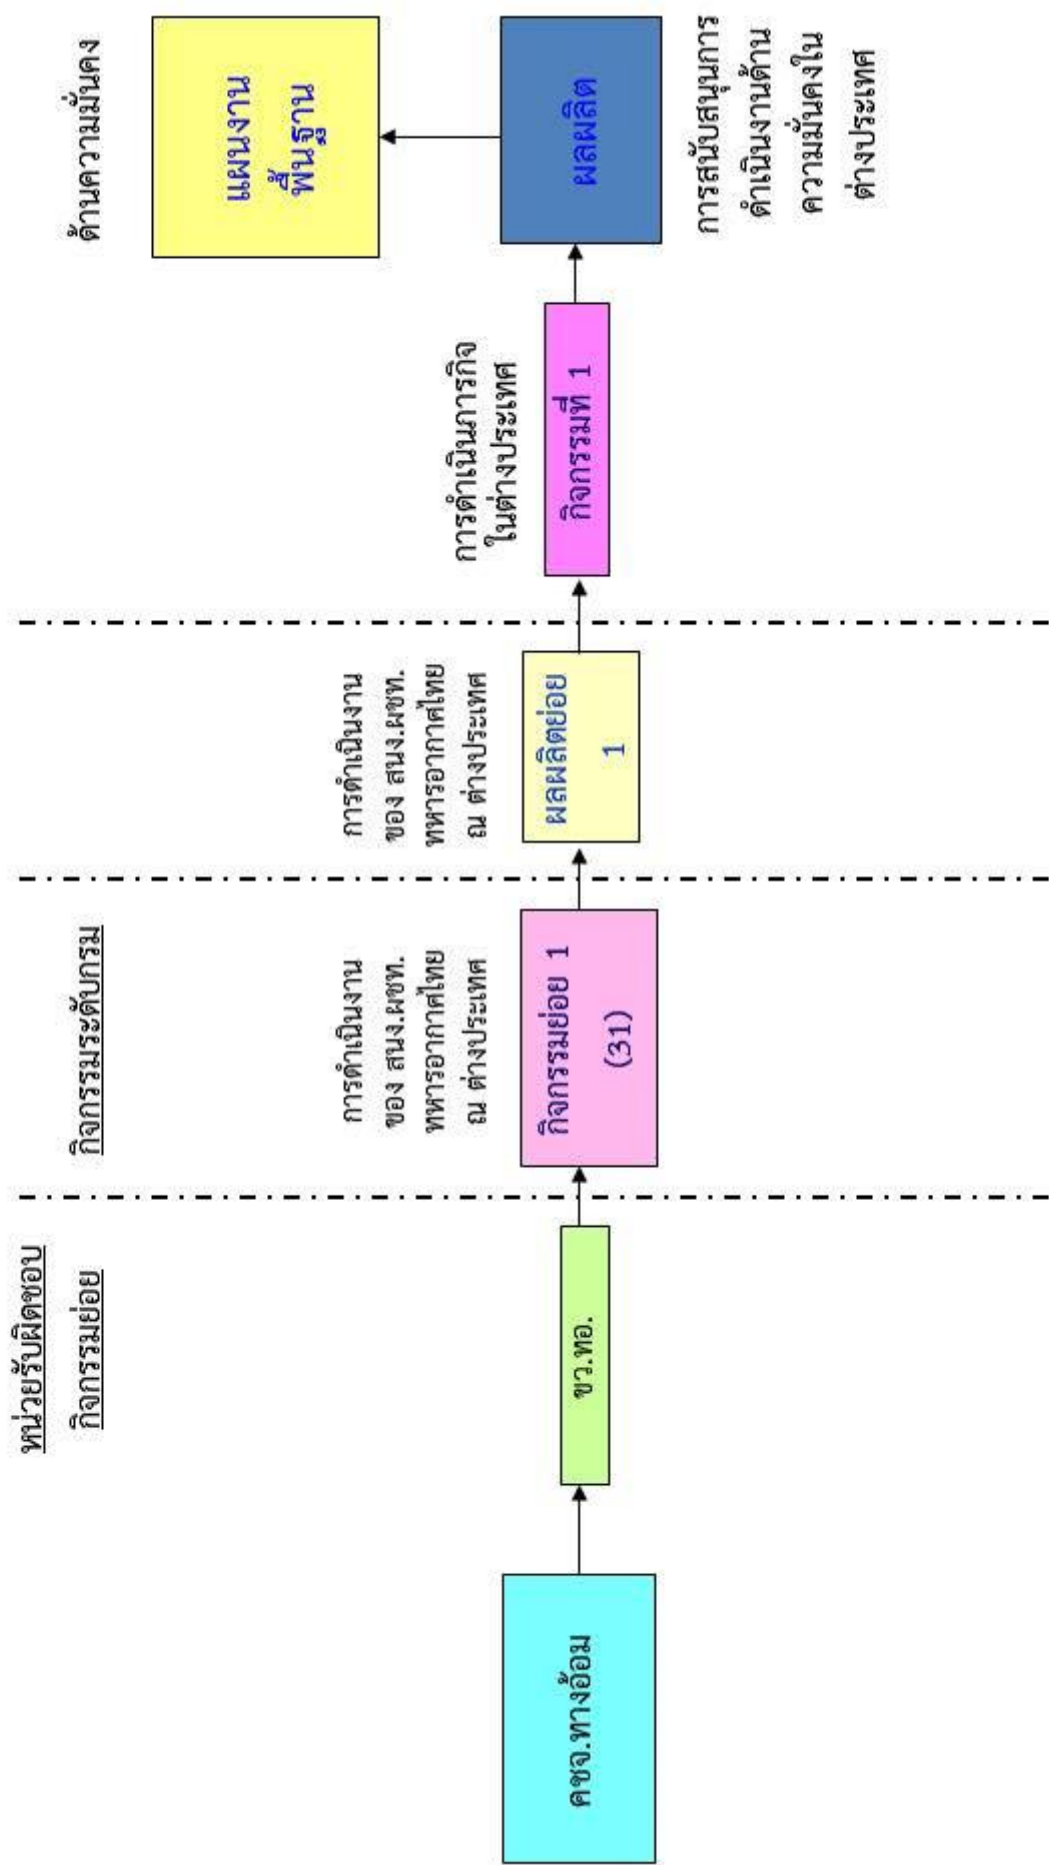 หน่วยรับผิดชอบ
กิจกรรมย่อย
กิจกรรมระดับกรม
ด้านความมั่นคง
แผนงาน
พื้นฐาน
การดำเนินงาน
ของ สนง.ผชท.
ทหารอากาศไทย
ณ ต่างประเทศ
การดำเนินงาน
ของ สนง.ผชท.
ทหารอากาศไทย
ณ ต่างประเทศ
การดำเนินภารกิจ
ในต่างประเทศ
คชจ.ทางอ้อม
ขว.ทอ.
กิจกรรมย่อย 1
(31)
ผลผลิตย่อย
1
กิจกรรมที่ 1
ผลผลิต
การสนับสนุนการ
ดำเนินงานด้าน
ความมั่นคงใน
ต่างประเทศ